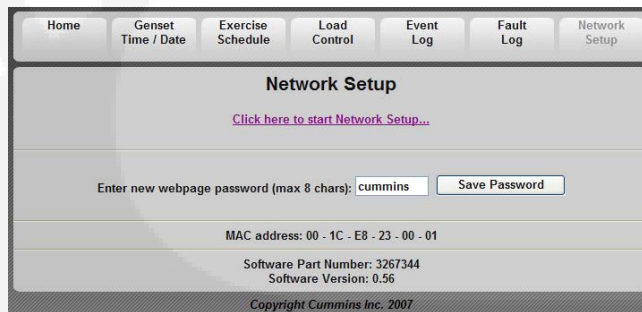 Home
Genset
Time / Date
Exercise
Schedule
Load
Control
Event
Log
Fault
Log
Network
Setup
Network Setup
Click here to start Network Setup...
Enter new webpage password (max 8 chars): cummins Save Password
MAC address: 00 - 1C - E8 - 23 - 00 - 01
Software Part Number: 3267344
Software Version: 0.56
Copyright Cummins Inc. 2007